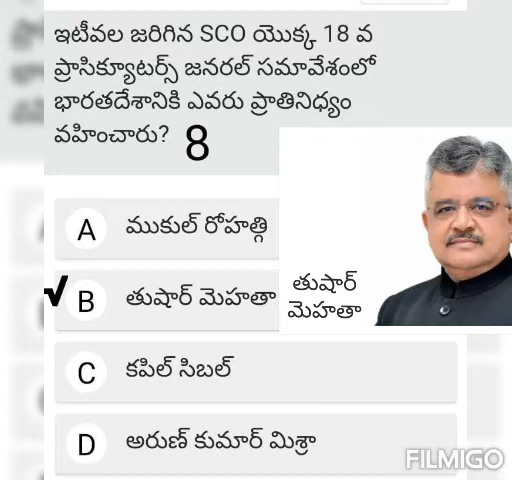 ఇటీవల జరిగిన SCO యొక్క 18 వ
ప్రాసిక్యూటర్స్ జనరల్ సమావేశంలో
భారతదేశానికి ఎవరు ప్రాతినిధ్యం
వహించారు? 8
A ముకుల్ రోహత్గి
✓ B తుషార్ మెహతా
తుషార్
మెహతా
C కపిల్ సిబల్
D అరుణ్ కుమార్ మిశ్రా
FILMIGO